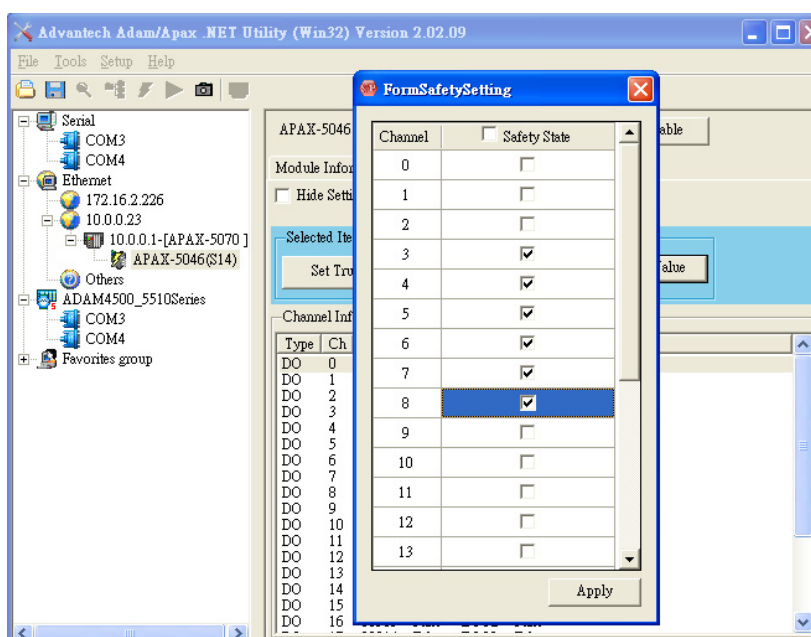 Advantech Adam/Apax .NET Utility (Win32) Version 2.02.09
File Tools Setup Help
Serial
COM3
COM4
Ethernet
172.16.2.226
10.0.0.23
10.0.0.1-[APAX-5070 ]
APAX-5046(S14)
Others
ADAM4500_5510Series
COM3
COM4
Favorites group
APAX-5046
able
Module Infor
Hide Setti
Selected Ite
Set Tru
alue
Channel Inf
Type Ch
DO 0
DO 1
DO 2
DO 3
DO 4
DO 5
DO 6
DO 7
DO 8
DO 9
DO 10
DO 11
DO 12
DO 13
DO 14
DO 15
DO 16
FormSafetySetting
Channel Safety State
0
1
2
3
4
5
6
7
8
9
10
11
12
13
Apply